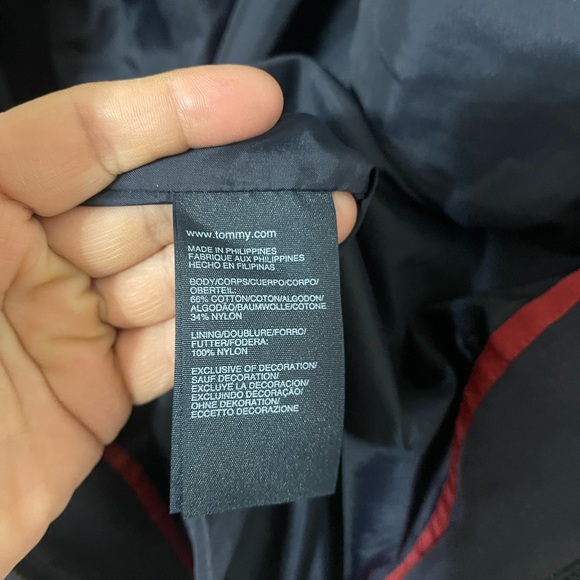 www.tommy.com
MADE IN PHILIPPINES
FABRIQUE AUX PHILIPPINES
HECHO EN FILIPINAS
BODY/CORPS/CUERPO/CORPO/
OBERTEIL:
66% COTTON/COTON/ALGODON/
ALGODÃO/BAUMWOLLE/COTONE
34% NYLON
LINING/DOUBLURE/FORRO/
FUTTER/FODERA:
100% NYLON
EXCLUSIVE OF DECORATION/
SAUF DECORATION/
EXCLUYE LA DECORACION/
EXCLUINDO DECORAÇÃO/
OHNE DEKORATION/
ECCETTO DECORAZIONE